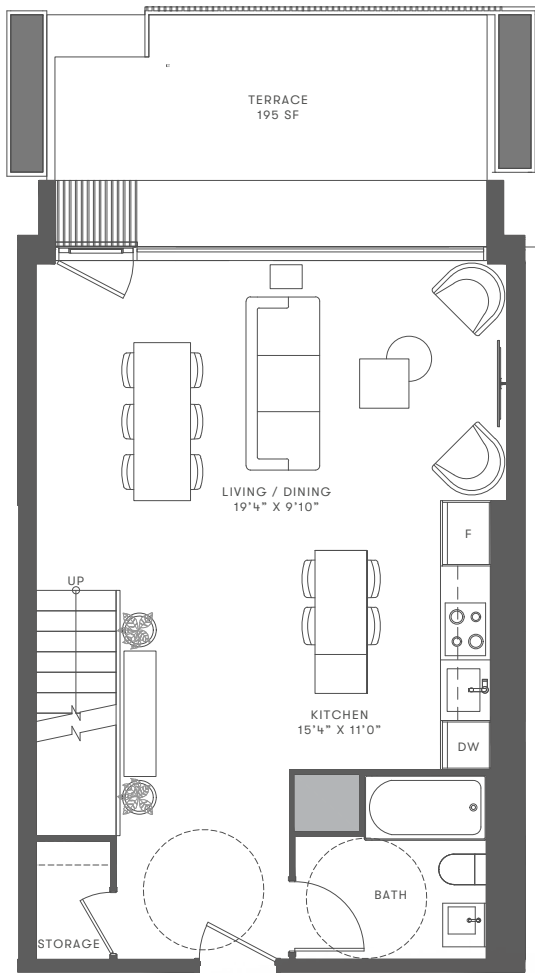 TERRACE
195 SF
LIVING / DINING
19'4" X 9'10"
F
UP
KITCHEN
15'4" X 11'0"
DW
BATH
STORAGE